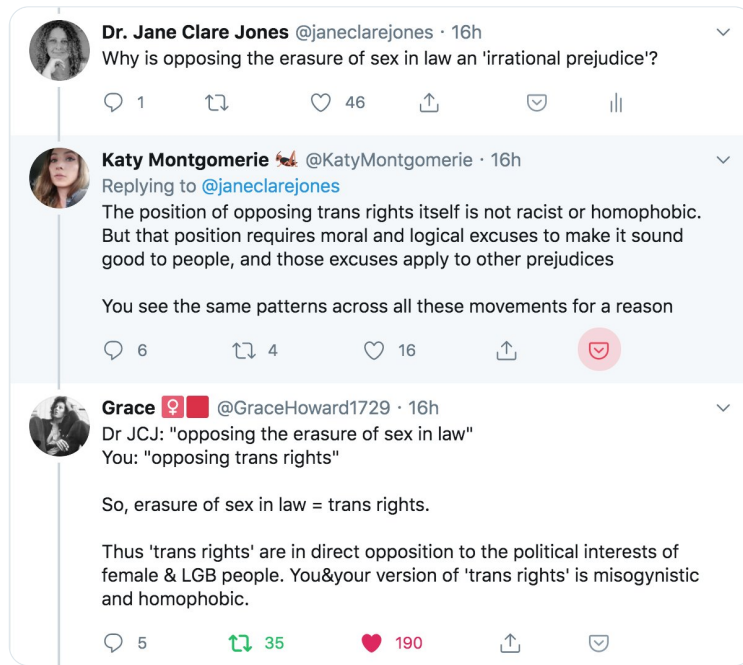 Dr. Jane Clare Jones @janeclarejones · 16h
Why is opposing the erasure of sex in law an 'irrational prejudice'?
1 46
Katy Montgomerie @KatyMontgomerie · 16h
Replying to @janeclarejones
The position of opposing trans rights itself is not racist or homophobic.
But that position requires moral and logical excuses to make it sound
good to people, and those excuses apply to other prejudices
You see the same patterns across all these movements for a reason
6 4 16
Grace @GraceHoward1729 · 16h
Dr JCJ: "opposing the erasure of sex in law"
You: "opposing trans rights"
So, erasure of sex in law = trans rights.
Thus 'trans rights' are in direct opposition to the political interests of
female & LGB people. You&your version of 'trans rights' is misogynistic
and homophobic.
5 35 190